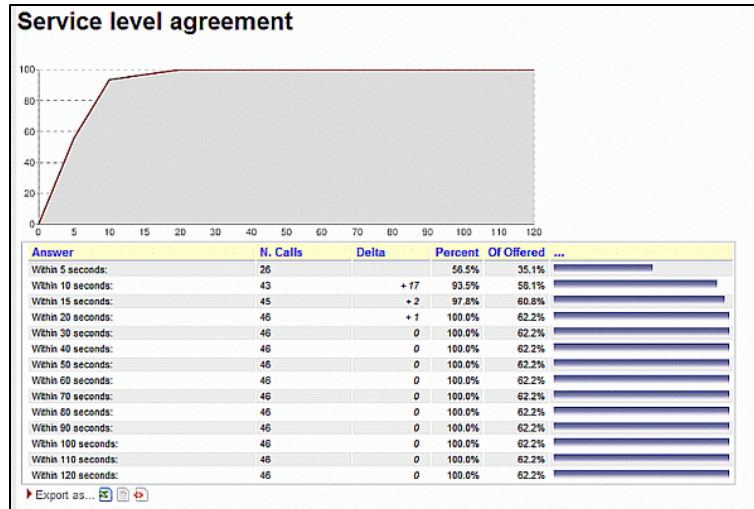 Service level agreement
100
80
60
40
20
0
0 5 10 15 20 30 40 50 60 70 80 90 100 110 120
Answer N. Calls Delta Percent Of Offered ...
Within 5 seconds: 26 56.5% 35.1%
Within 10 seconds: 43 + 17 93.5% 58.1%
Within 15 seconds: 45 + 2 97.8% 60.8%
Within 20 seconds: 46 + 1 100.0% 62.2%
Within 30 seconds: 46 0 100.0% 62.2%
Within 40 seconds: 46 0 100.0% 62.2%
Within 50 seconds: 46 0 100.0% 62.2%
Within 60 seconds: 46 0 100.0% 62.2%
Within 70 seconds: 46 0 100.0% 62.2%
Within 80 seconds: 46 0 100.0% 62.2%
Within 90 seconds: 46 0 100.0% 62.2%
Within 100 seconds: 46 0 100.0% 62.2%
Within 110 seconds: 46 0 100.0% 62.2%
Within 120 seconds: 46 0 100.0% 62.2%
Export as...